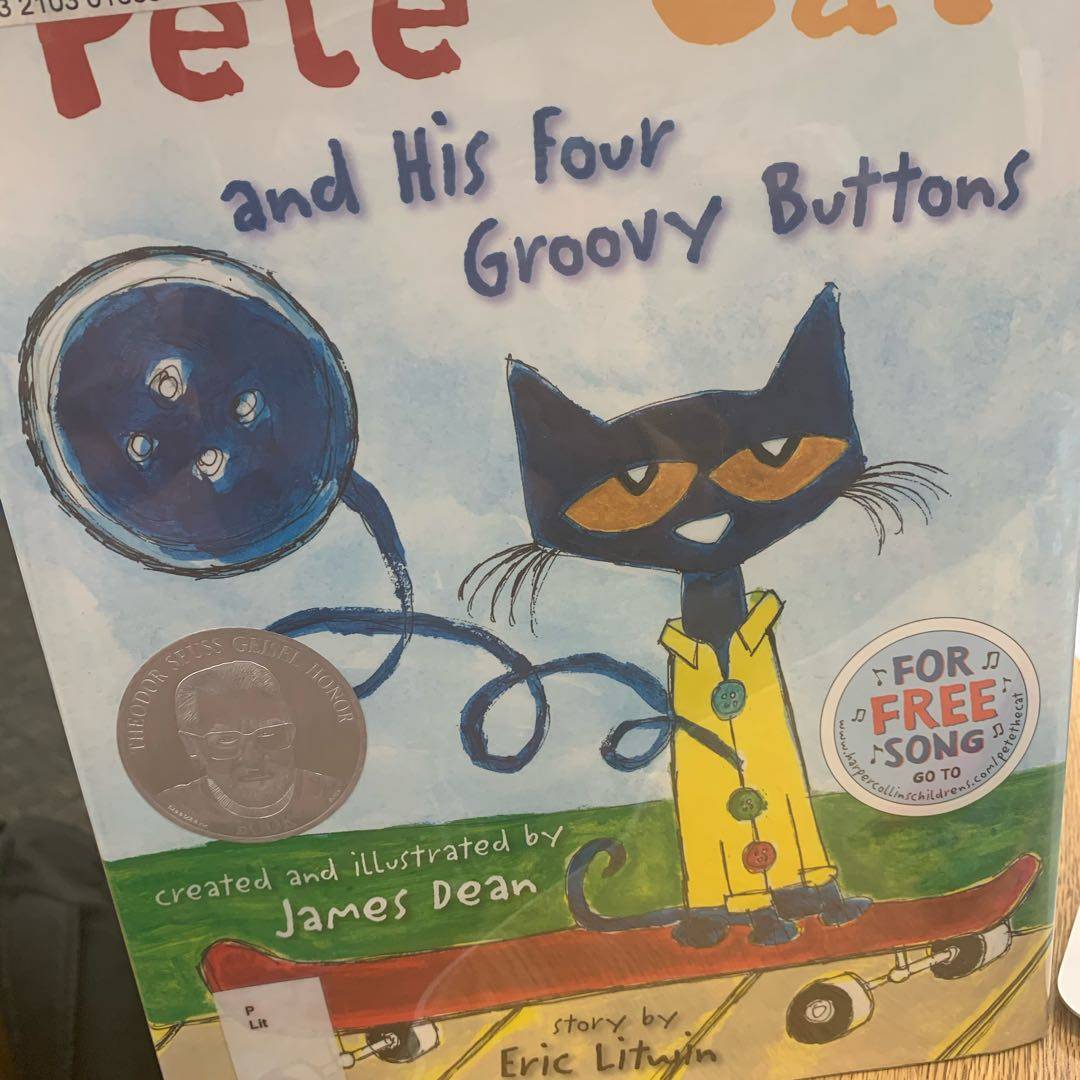 Pete Cat
and His Four
Groovy Buttons
THEODOR SEUSS GEISEL HONOR
BOOK
FOR
FREE
SONG
GO TO
www.harpercollinschildrens.com/petethecat
created and illustrated by
James Dean
P
Lit
story by
Eric Litwin